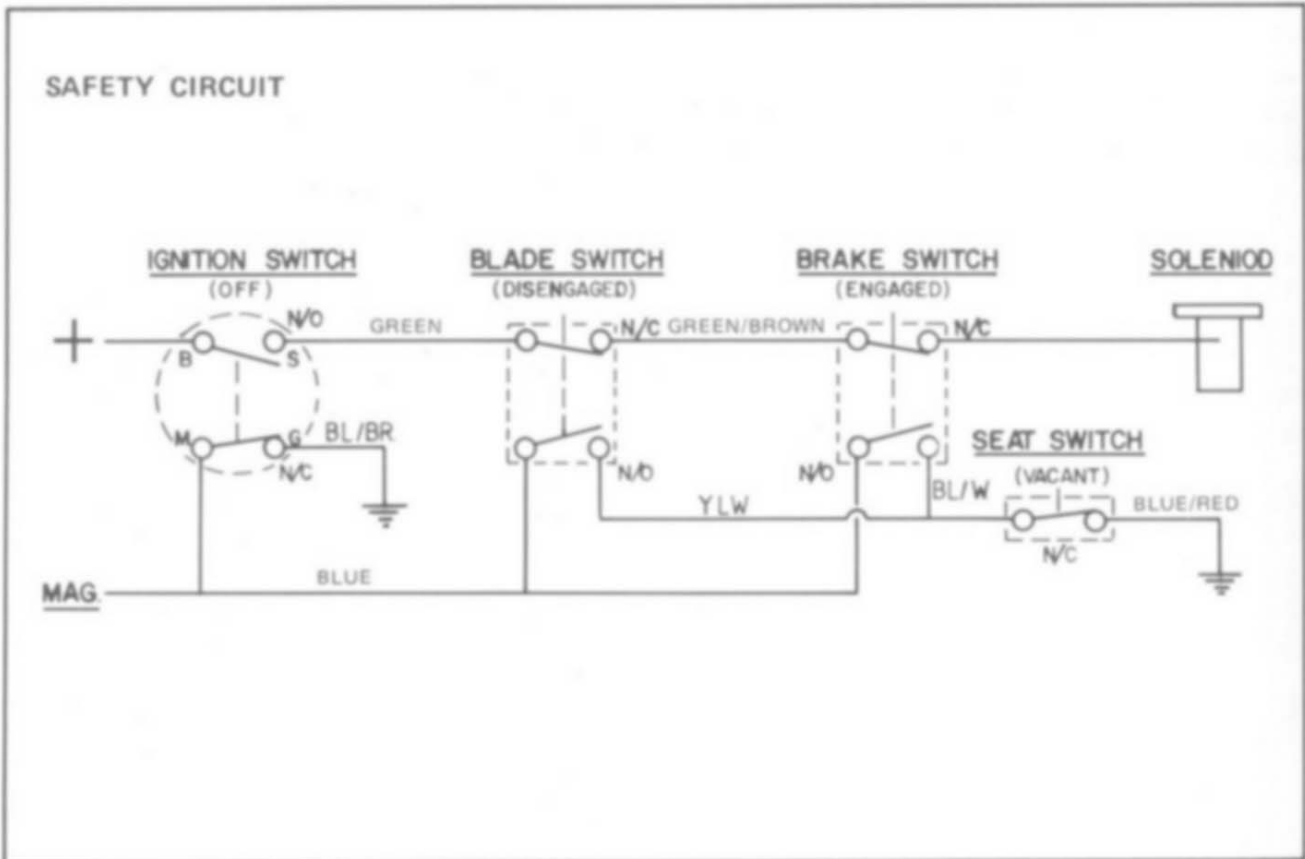 SAFETY CIRCUIT
IGNITION SWITCH
(OFF)
BLADE SWITCH
(DISENGAGED)
BRAKE SWITCH
(ENGAGED)
SOLENIOD
+
B
N/O
S
GREEN
N/C
GREEN/BROWN
N/C
M
G
N/C
BL/BR
N/O
N/O
BL/W
YLW
SEAT SWITCH
(VACANT)
N/C
BLUE/RED
MAG.
BLUE